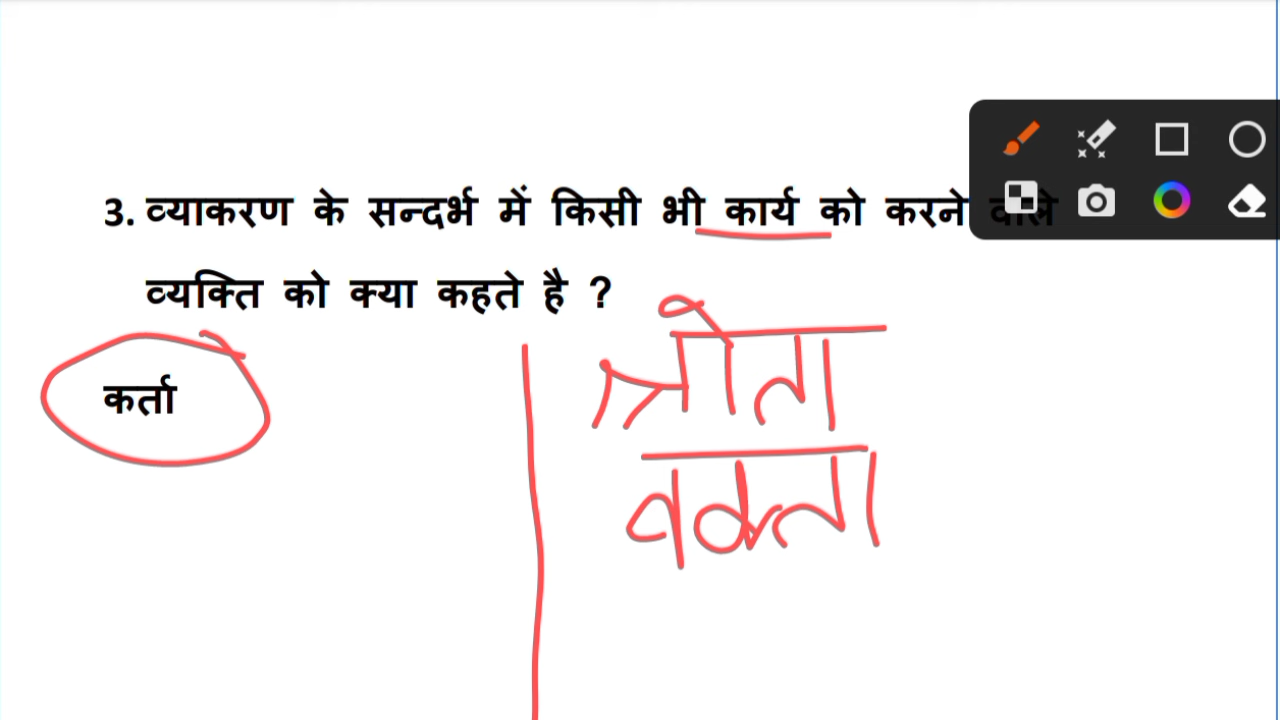 3. व्याकरण के सन्दर्भ में किसी भी कार्य को करने वाले
व्यक्ति को क्या कहते है ?
कर्ता
श्रोता
वक्ता